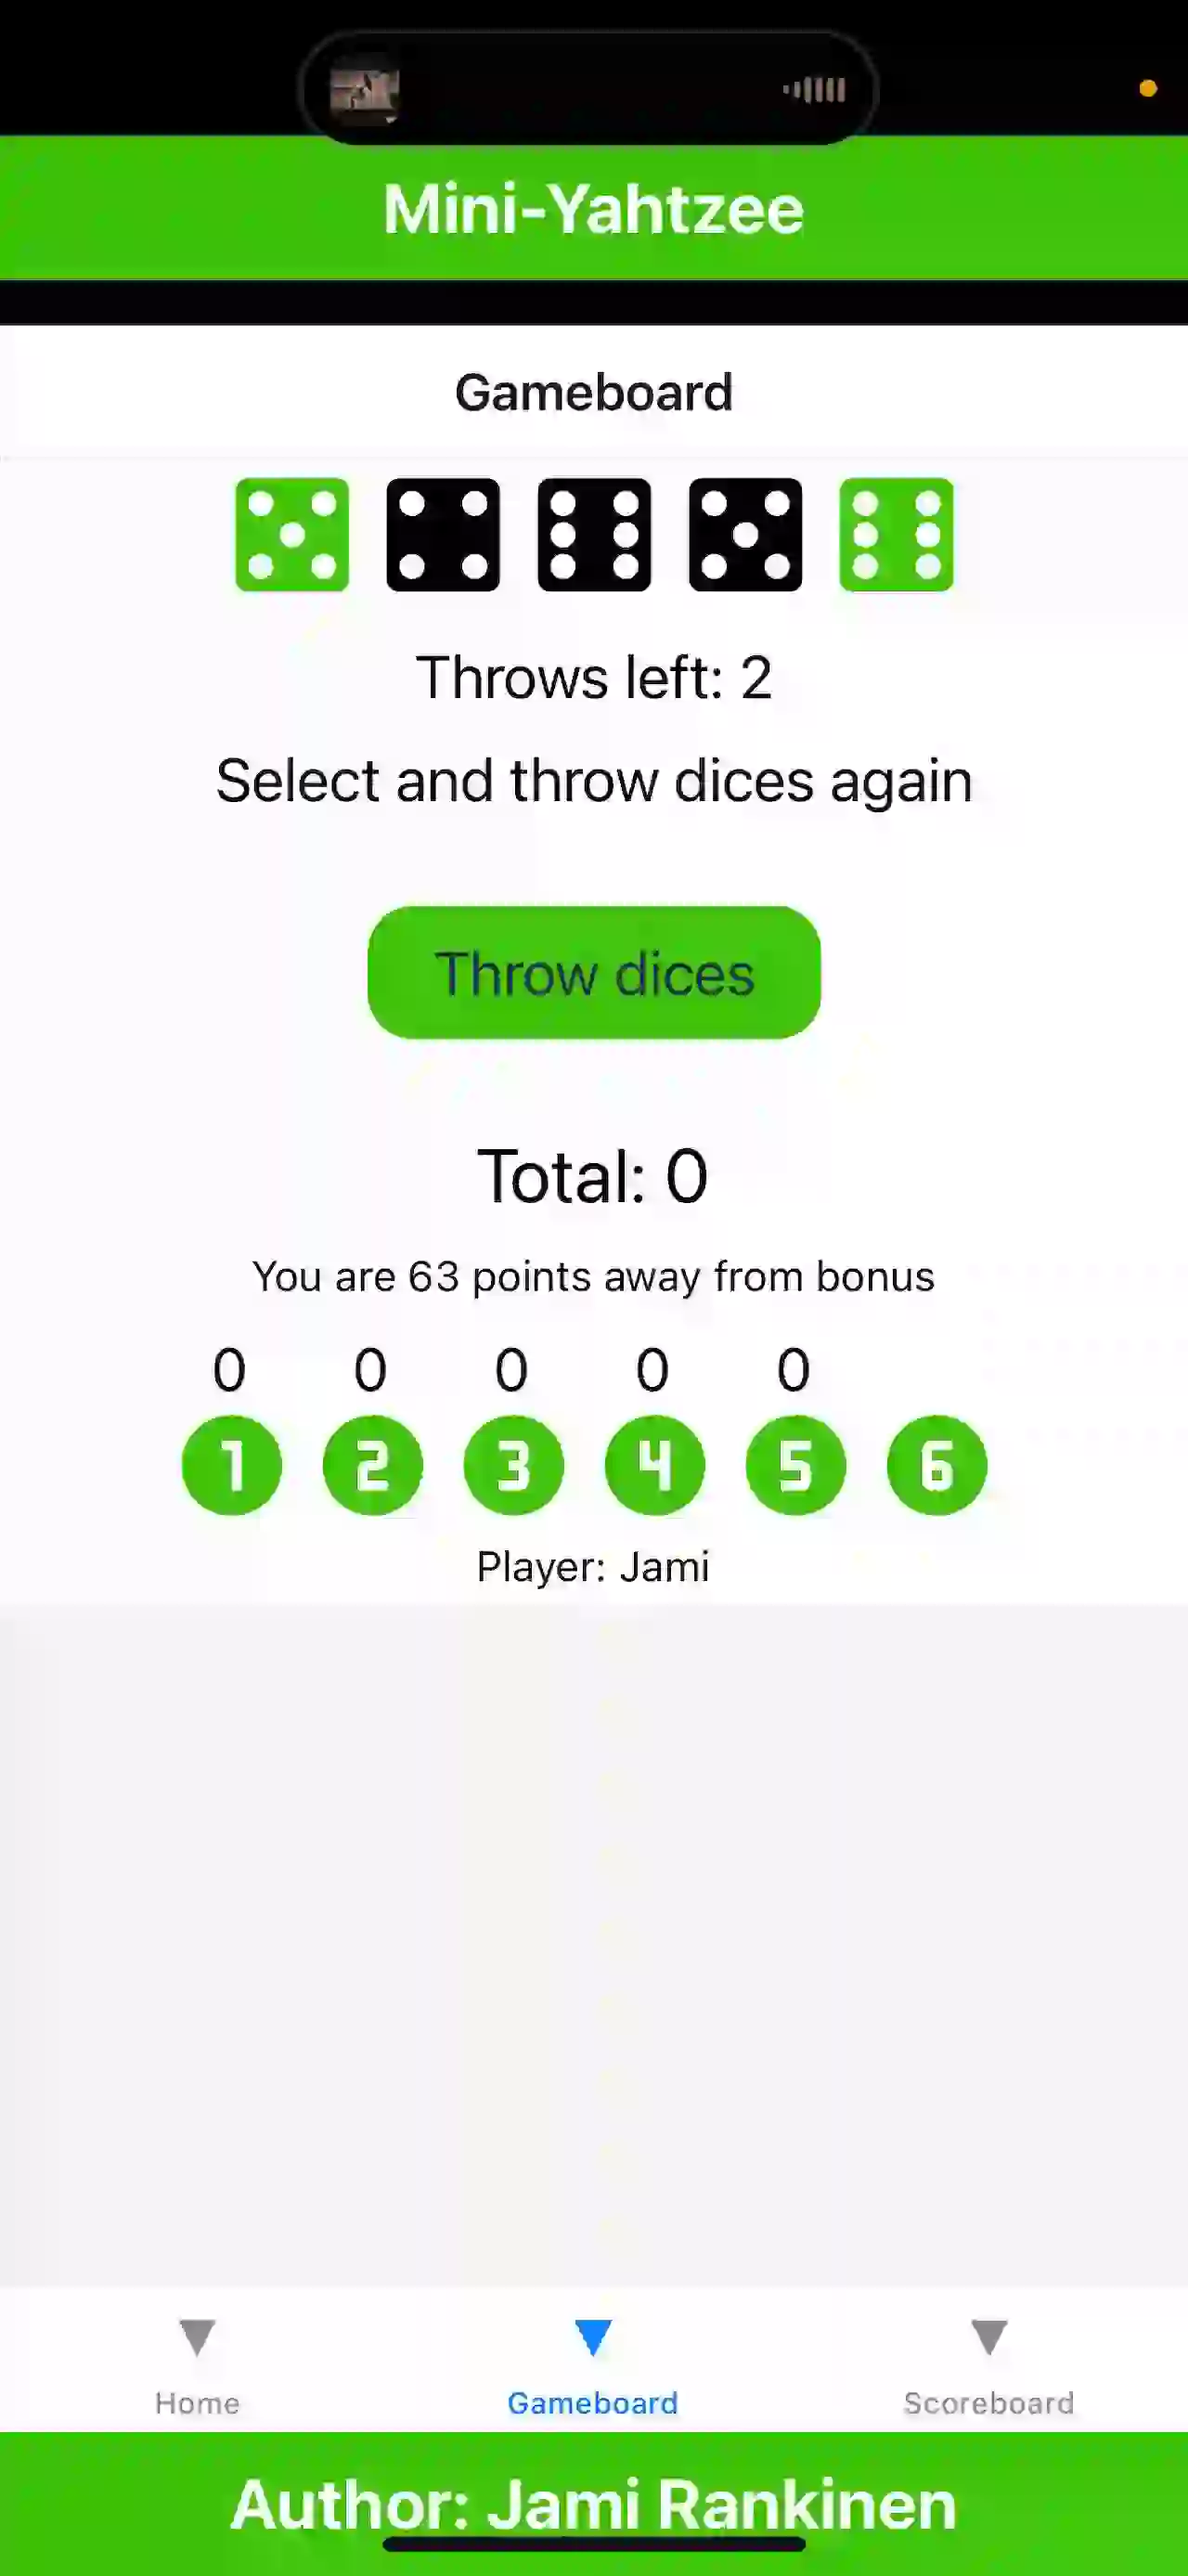 Mini-Yahtzee
Gameboard
Throws left: 2
Select and throw dices again
Throw dices
Total: 0
You are 63 points away from bonus
0 0 0 0 0
1 2 3 4 5 6
Player: Jami
Home Gameboard Scoreboard
Author: Jami Rankinen